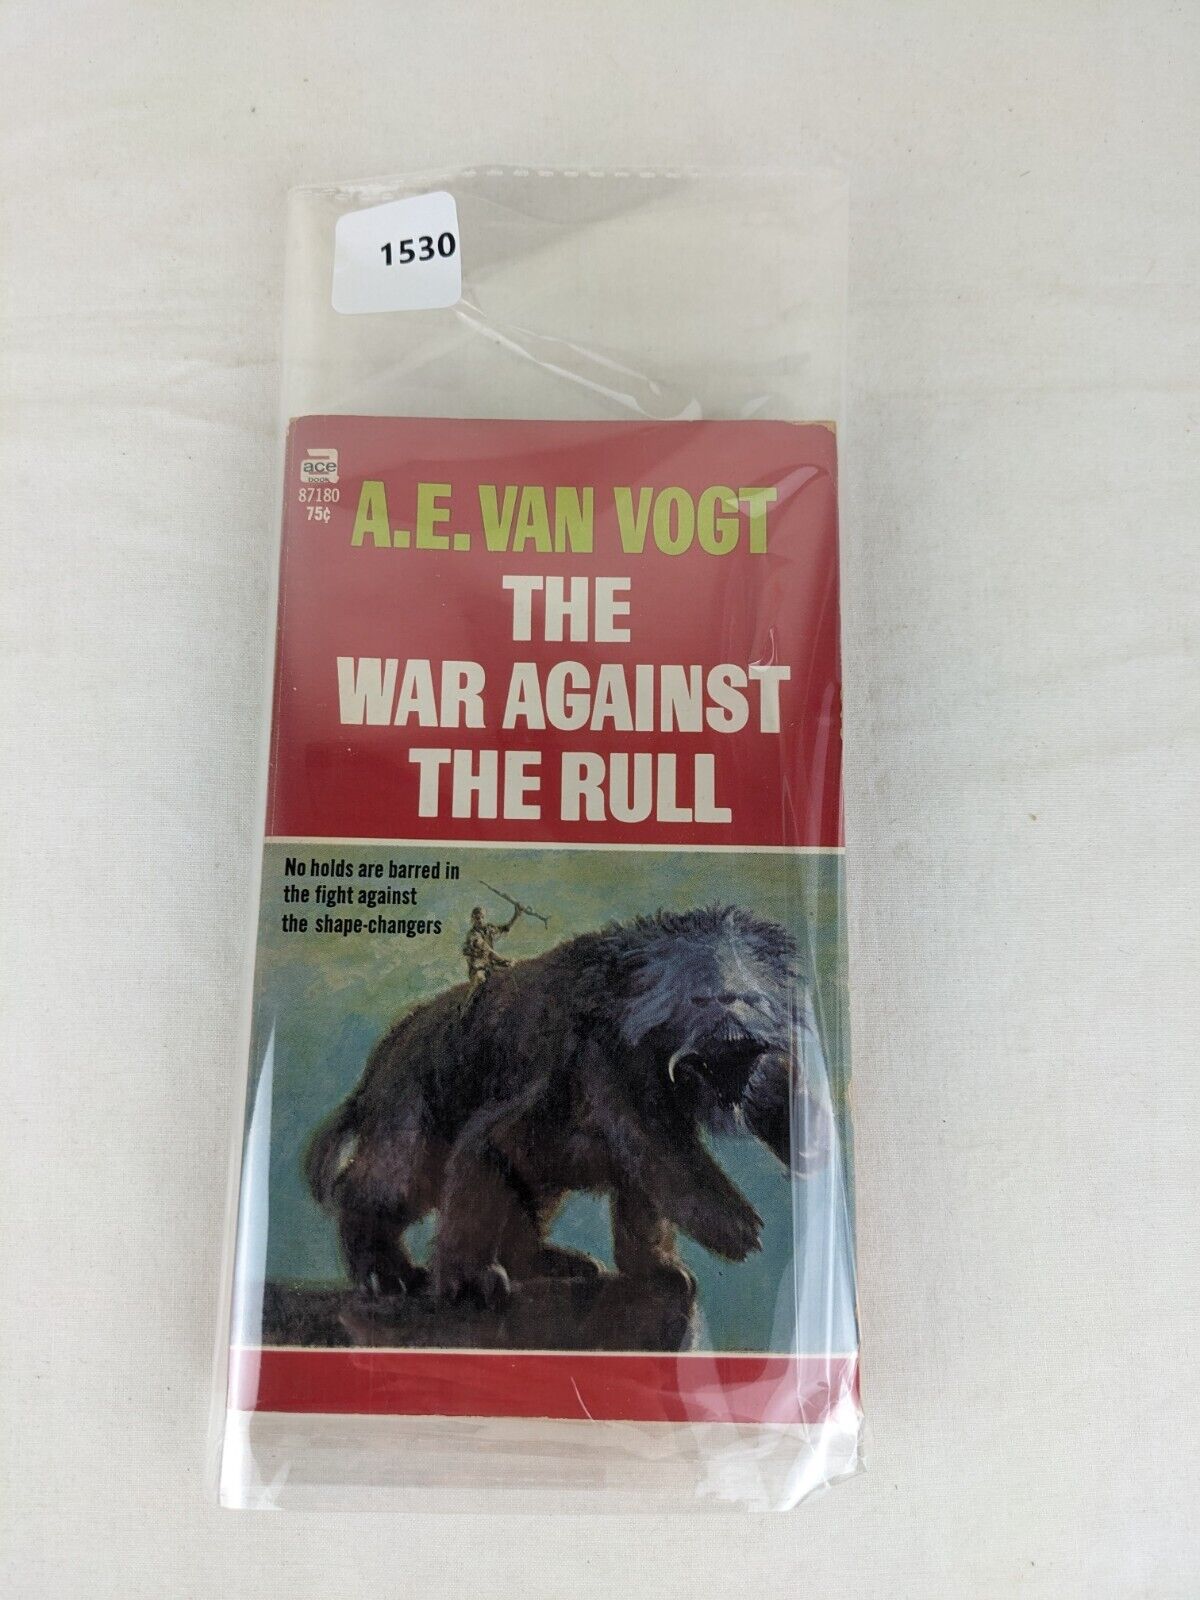 1530
ace
book
87180
75¢
A.E. VAN VOGT
THE
WAR AGAINST
THE RULL
No holds are barred in
the fight against
the shape-changers